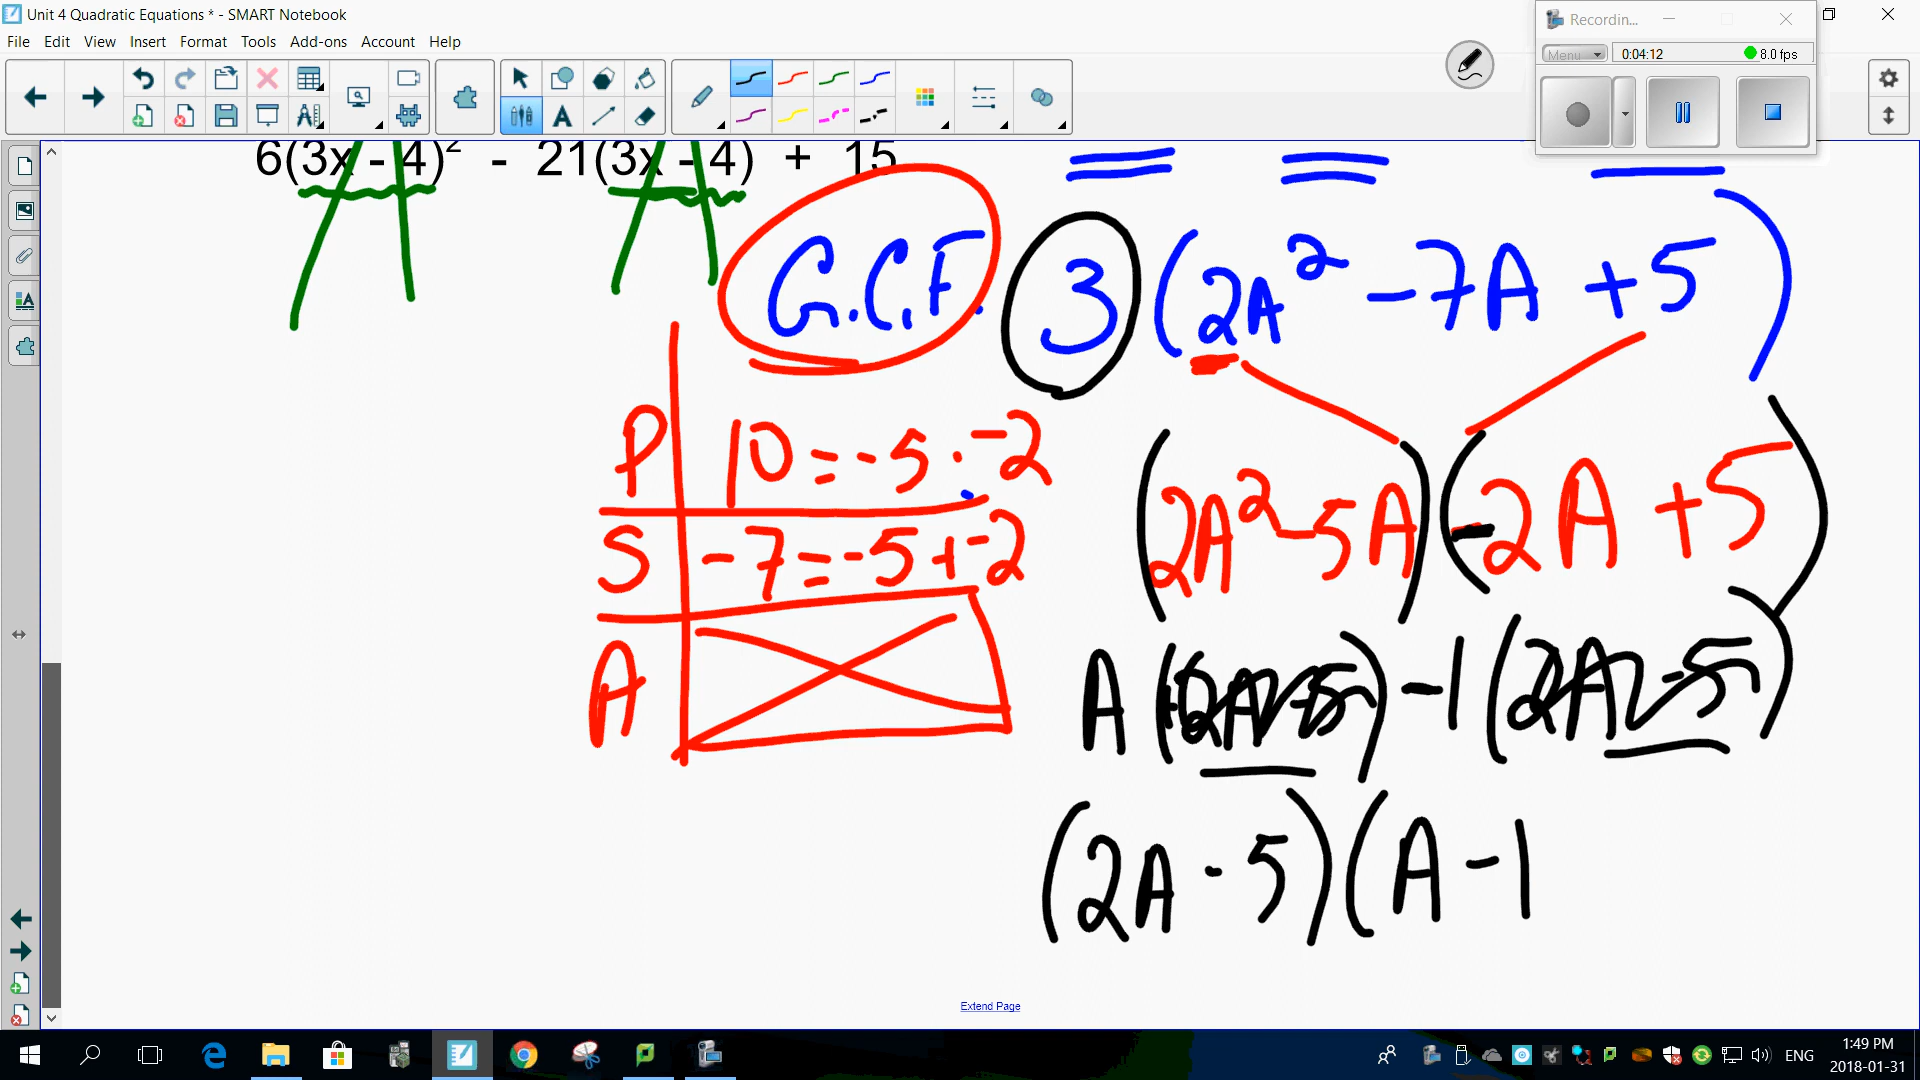 Unit 4 Quadratic Equations * - SMART Notebook
File Edit View Insert Format Tools Add-ons Account Help
Recordin...
Menu 0:04:12 8.0 fps
6(3x - 4)² - 21(3x - 4) + 15
G.C.F. 3 (2A² - 7A + 5)
P 10 = -5 · -2
(2A² - 5A) (-2A + 5)
S -7 = -5 + -2
A
A (2A - 5) - 1 (2A - 5)
(2A - 5) (A - 1
Extend Page
ENG
1:49 PM
2018-01-31